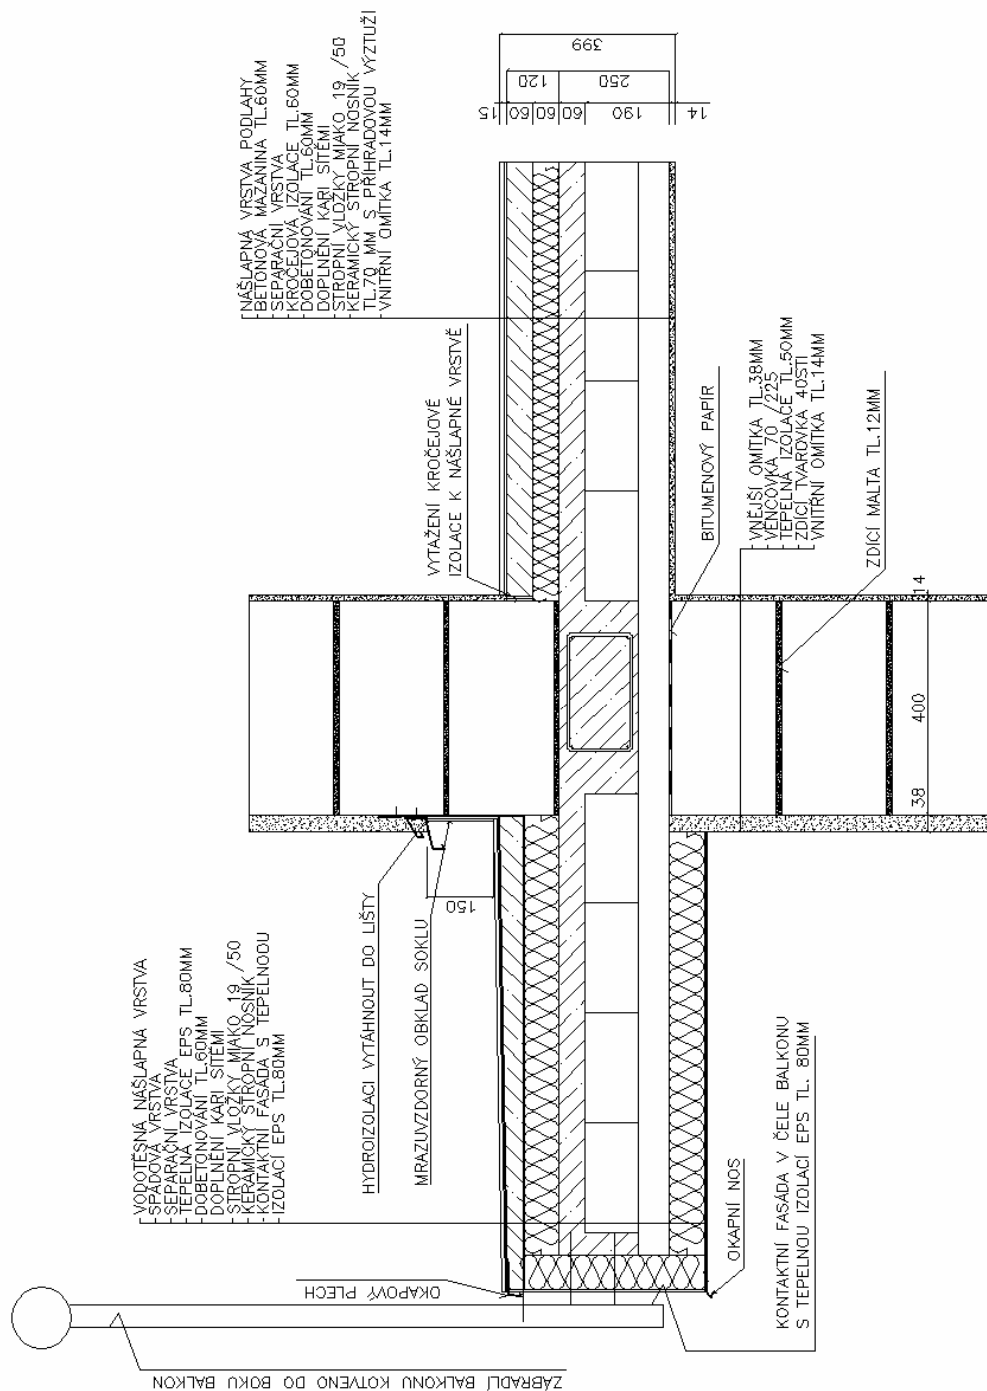 ZÁBRADLÍ BALKONU KOTVENO DO BOKU BALKON
OKAPOVÝ PLECH
VODOTĚSNÁ NÁŠLAPNÁ VRSTVA
SPÁDOVÁ VRSTVA
SEPARAČNÍ VRSTVA
TEPELNÁ IZOLACE EPS TL.80MM
DOBETONOVÁNÍ TL.60MM
DOPLNĚNÍ KARI SÍTĚMI
STROPNÍ VLOŽKY MIAKO 19 /50
KERAMICKÝ STROPNÍ NOSNÍK
KONTAKTNÍ FASÁDA S TEPELNODU
IZOLACÍ EPS TL.80MM
HYDROIZOLACI VYTÁHNOUT DO LIŠTY
MRAZUVZDORNÝ OBKLAD SOKLU
150
VYTAŽENÍ KROČEJOVÉ
IZOLACE K NÁŠLAPNÉ VRSTVĚ
NÁŠLAPNÁ VRSTVA PODLAHY
BETONOVÁ MAZANINA TL.60MM
SEPARAČNÍ VRSTVA
KROČEJOVÁ IZOLACE TL.60MM
DOBETONOVÁNÍ TL.60MM
DOPLNĚNÍ KARI SÍTĚMI
STROPNÍ VLOŽKY MIAKO 19 /50
KERAMICKÝ STROPNÍ NOSNÍK
TL.70 MM S PŘÍHRADOVOU VÝZTUŽÍ
VNITŘNÍ OMÍTKA TL.14MM
15
60
60
60
190
14
120
250
399
OKAPNÍ NOS
KONTAKTNÍ FASÁDA V ČELE BALKONU
S TEPELNOU IZOLACÍ EPS TL. 80MM
BITUMENOVÝ PAPÍR
VNĚJŠÍ OMÍTKA TL.38MM
VĚNCOVKA 70 /225
TEPELNÁ IZOLACE TL.50MM
ZDÍCÍ TVAROVKA 40STI
VNITŘNÍ OMÍTKA TL.14MM
ZDÍCÍ MALTA TL.12MM
38
400
14